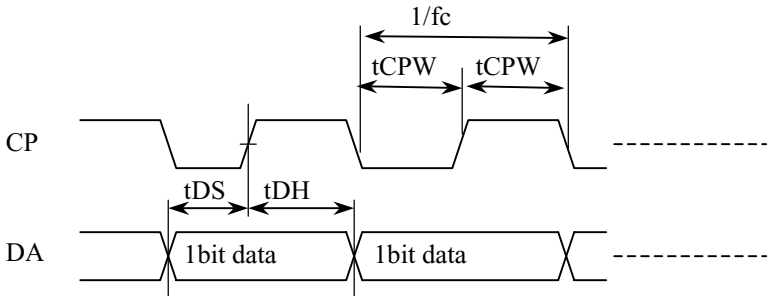 1/fc
tCPW tCPW
CP
tDS tDH
DA 1bit data 1bit data